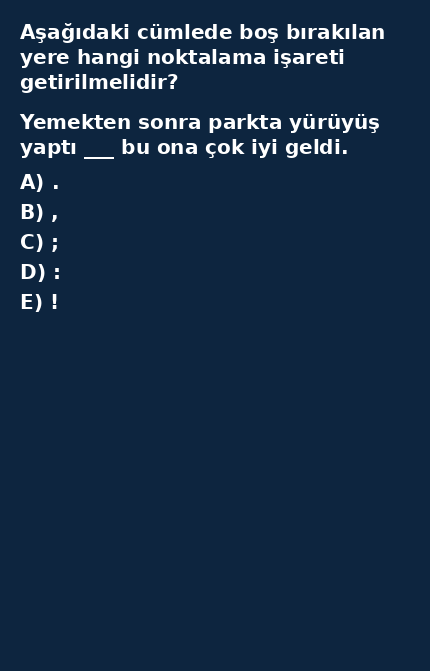 Aşağıdaki cümlede boş bırakılan
yere hangi noktalama işareti
getirilmelidir?
Yemekten sonra parkta yürüyüş
yaptı ___ bu ona çok iyi geldi.
A) .
B) ,
C) ;
D) :
E) !